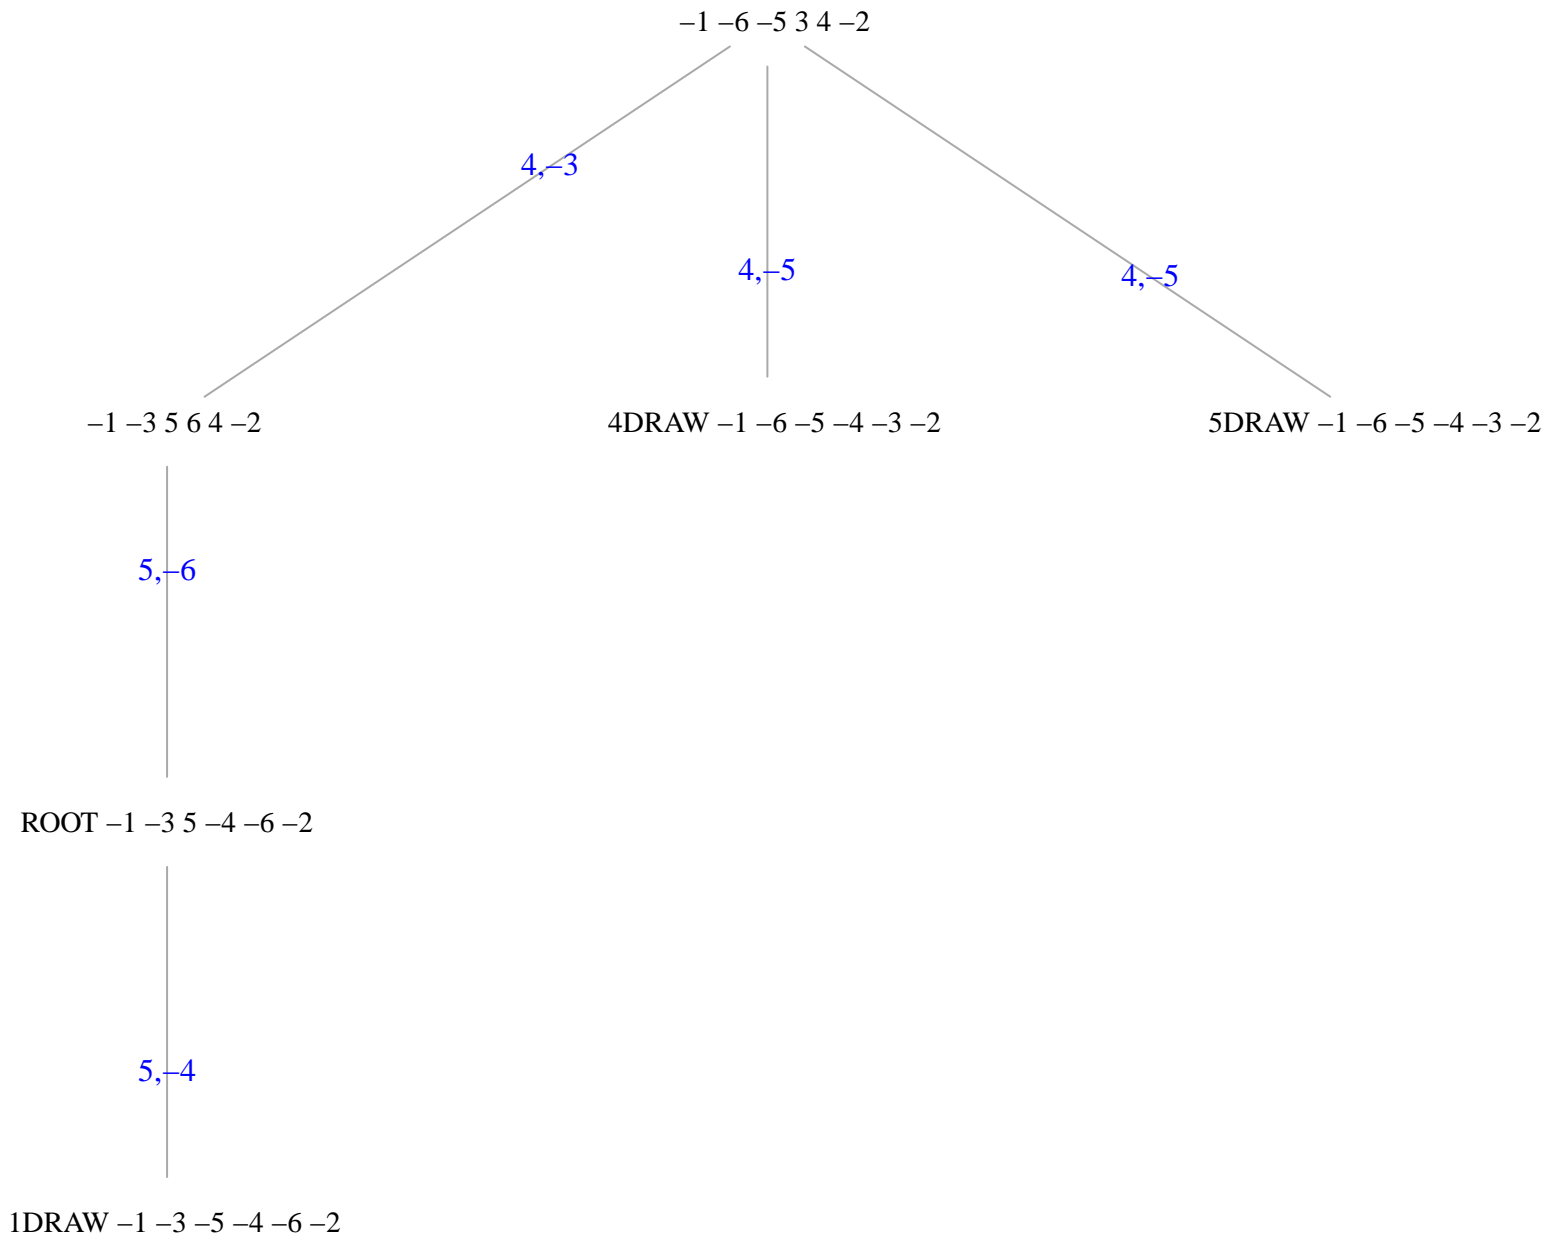 –1 –6 –5 3 4 –2
4,–3
4,–5
4,–5
–1 –3 5 6 4 –2
4DRAW –1 –6 –5 –4 –3 –2
5DRAW –1 –6 –5 –4 –3 –2
5,–6
ROOT –1 –3 5 –4 –6 –2
5,–4
1DRAW –1 –3 –5 –4 –6 –2